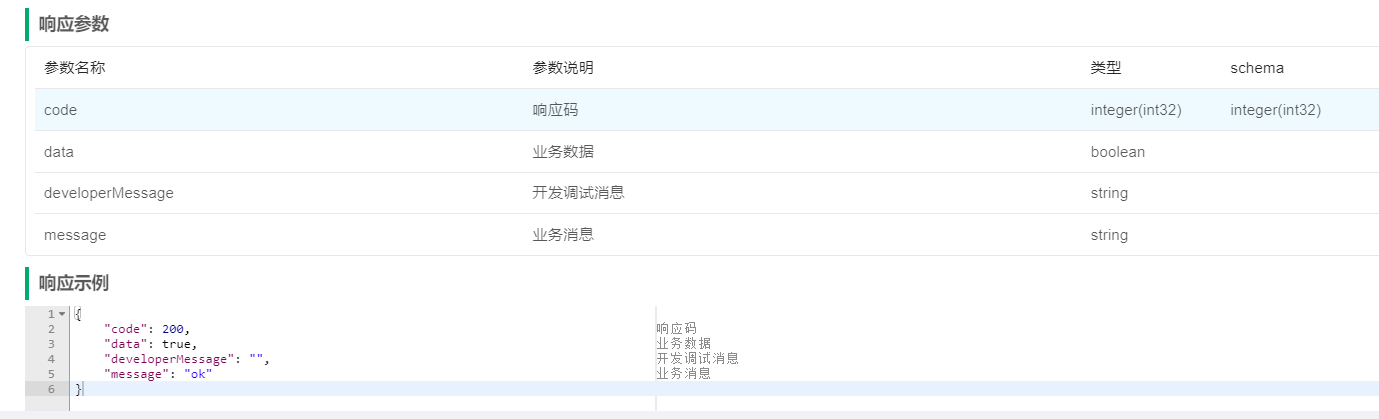 响应参数
参数名称 参数说明 类型 schema
code 响应码 integer(int32) integer(int32)
data 业务数据 boolean
developerMessage 开发调试消息 string
message 业务消息 string
响应示例
1 {
2 "code": 200, 响应码
3 "data": true, 业务数据
4 "developerMessage": "", 开发调试消息
5 "message": "ok" 业务消息
6 }